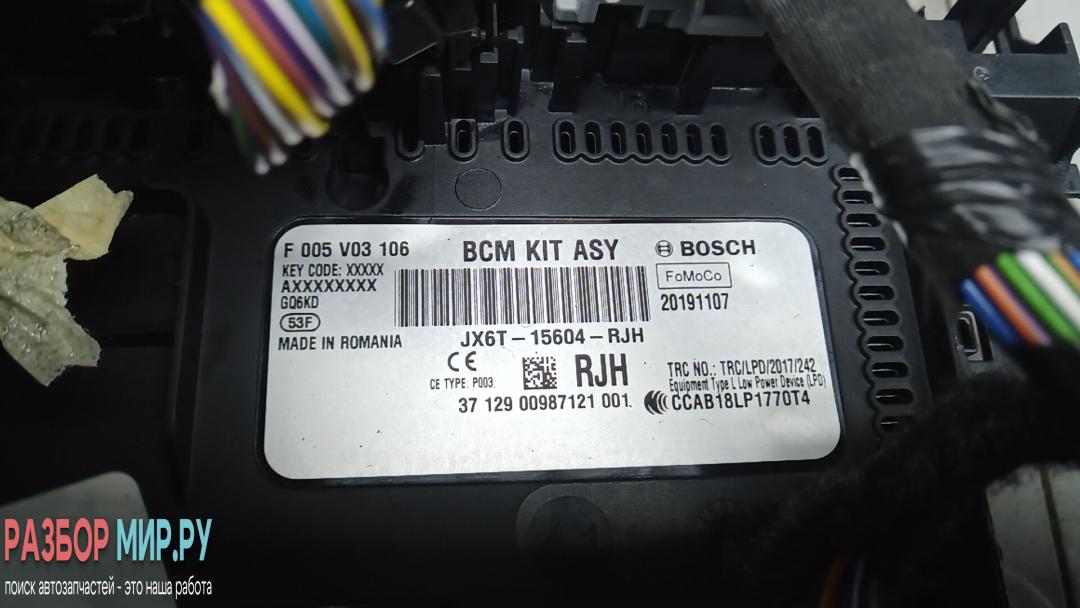 F 005 V03 106
BCM KIT ASY
BOSCH
KEY CODE: XXXXX
AXXXXXXXX
GQ6KD
53F
MADE IN ROMANIA
FoMoCo
20191107
JX6T-15604-RJH
CE
CE TYPE: P003
RJH
TRC NO.: TRC/LPD/2017/242
Equipment Type L Low Power Device (LPD)
37 129 00987121 001
CCAB18LP1770T4
РАЗБОР МИР.РУ
поиск автозапчастей - это наша работа